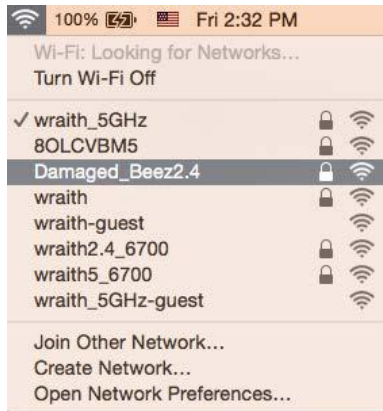 100% Fri 2:32 PM
Wi-Fi: Looking for Networks...
Turn Wi-Fi Off
wraith_5GHz
8OLCVBM5
Damaged_Beez2.4
wraith
wraith-guest
wraith2.4_6700
wraith5_6700
wraith_5GHz-guest
Join Other Network...
Create Network...
Open Network Preferences...